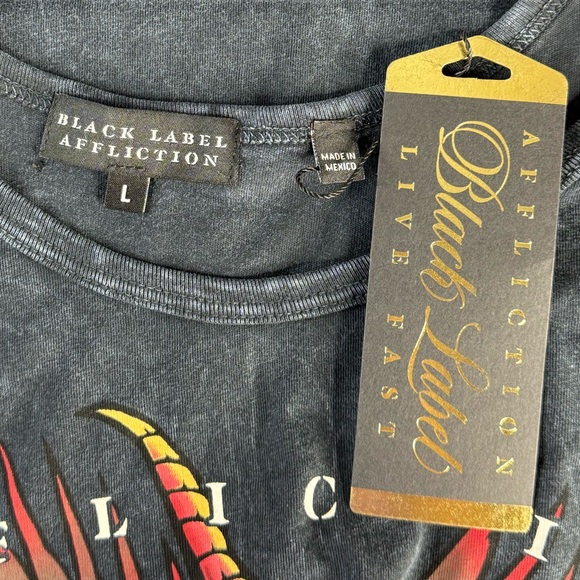 BLACK LABEL
AFFLICTION
L
MADE IN
MEXICO
AFFLICTION
Black Label
LIVE FAST
L I C